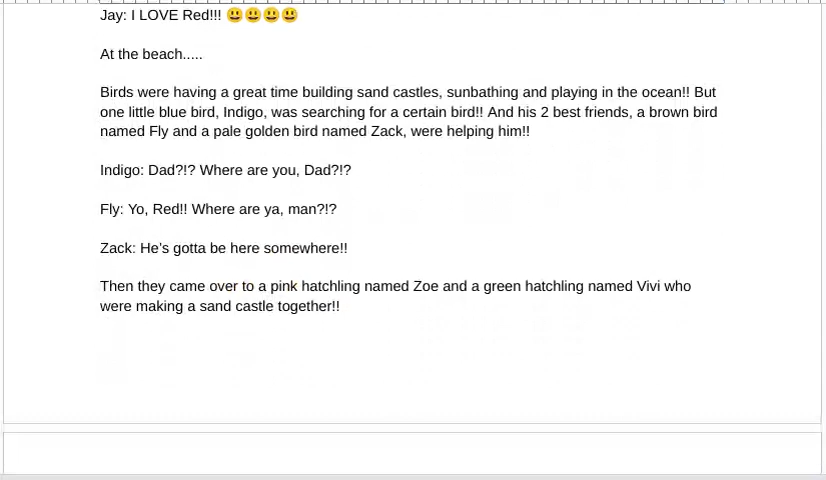 Jay: I LOVE Red!!! 😃😃😃😃
At the beach.....
Birds were having a great time building sand castles, sunbathing and playing in the ocean!! But
one little blue bird, Indigo, was searching for a certain bird!! And his 2 best friends, a brown bird
named Fly and a pale golden bird named Zack, were helping him!!
Indigo: Dad?!? Where are you, Dad?!?
Fly: Yo, Red!! Where are ya, man?!?
Zack: He's gotta be here somewhere!!
Then they came over to a pink hatchling named Zoe and a green hatchling named Vivi who
were making a sand castle together!!